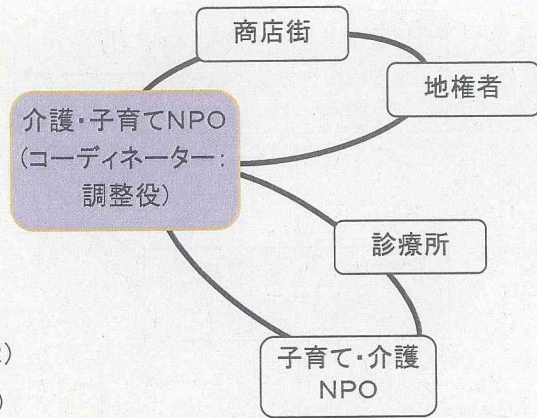 商店街
地権者
介護・子育てNPO
(コーディネーター:
調整役)
診療所
子育て・介護
NPO
)
)